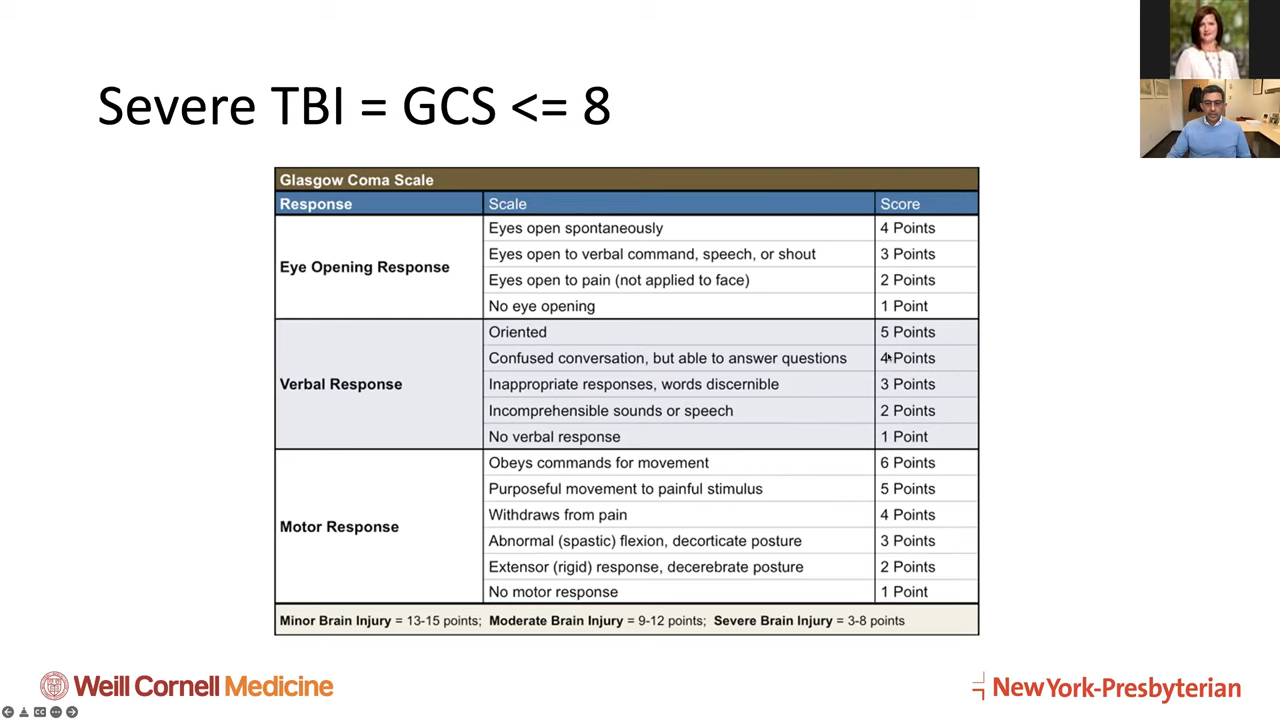 Severe TBI = GCS <= 8
Glasgow Coma Scale
Response Scale Score
Eye Opening Response
Eyes open spontaneously 4 Points
Eyes open to verbal command, speech, or shout 3 Points
Eyes open to pain (not applied to face) 2 Points
No eye opening 1 Point
Verbal Response
Oriented 5 Points
Confused conversation, but able to answer questions 4 Points
Inappropriate responses, words discernible 3 Points
Incomprehensible sounds or speech 2 Points
No verbal response 1 Point
Motor Response
Obeys commands for movement 6 Points
Purposeful movement to painful stimulus 5 Points
Withdraws from pain 4 Points
Abnormal (spastic) flexion, decorticate posture 3 Points
Extensor (rigid) response, decerebrate posture 2 Points
No motor response 1 Point
Minor Brain Injury = 13-15 points; Moderate Brain Injury = 9-12 points; Severe Brain Injury = 3-8 points
Weill Cornell Medicine
NewYork-Presbyterian
CC